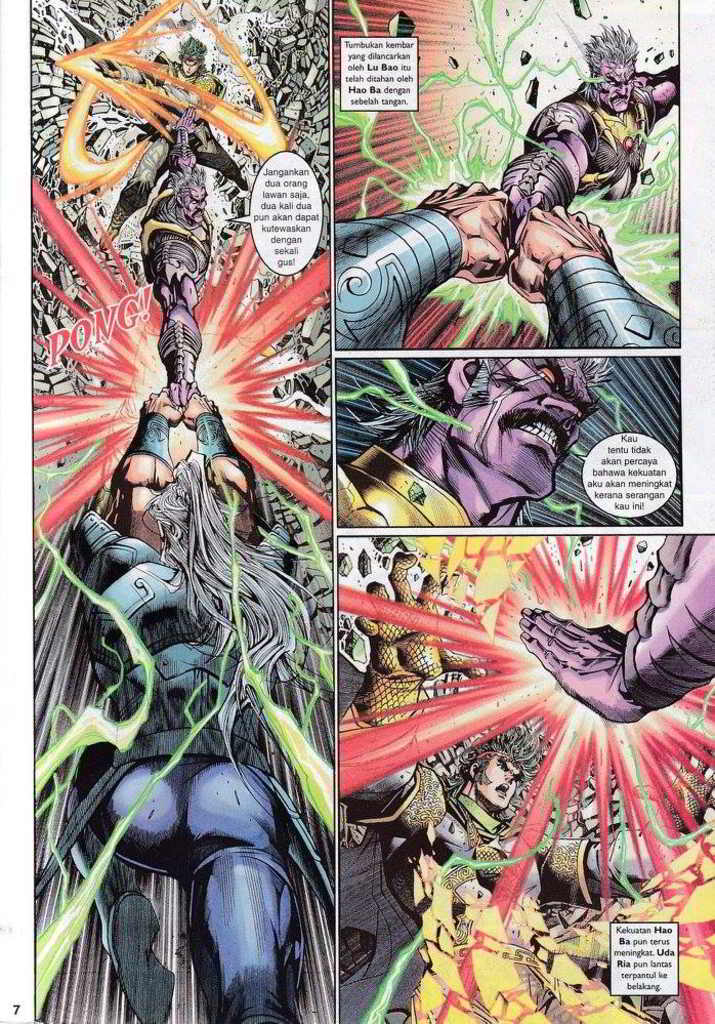 Jangankan
dua orang
lawan saja,
dua kali dua
pun akan dapat
kutewaskan
dengan
sekali
gus!
PONG!
Tumbukan kembar
yang dilancarkan
oleh Lu Bao itu
telah ditahan oleh
Hao Ba dengan
sebelah tangan.
Kau
tentu tidak
akan percaya
bahawa kekuatan
aku akan meningkat
kerana serangan
kau ini!
Kekuatan Hao
Ba pun terus
meningkat. Uda
Ria pun lantas
terpantul ke
belakang.
7